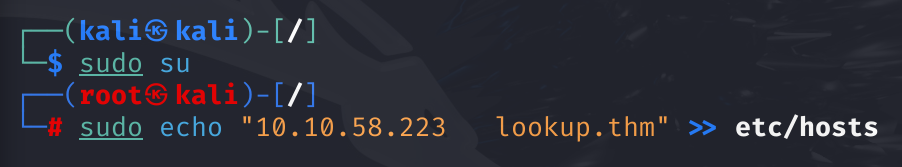 ┌──(kali㉿kali)-[/]
└─$ sudo su
┌──(root㉿kali)-[/]
└─# sudo echo "10.10.58.223   lookup.thm" >> etc/hosts